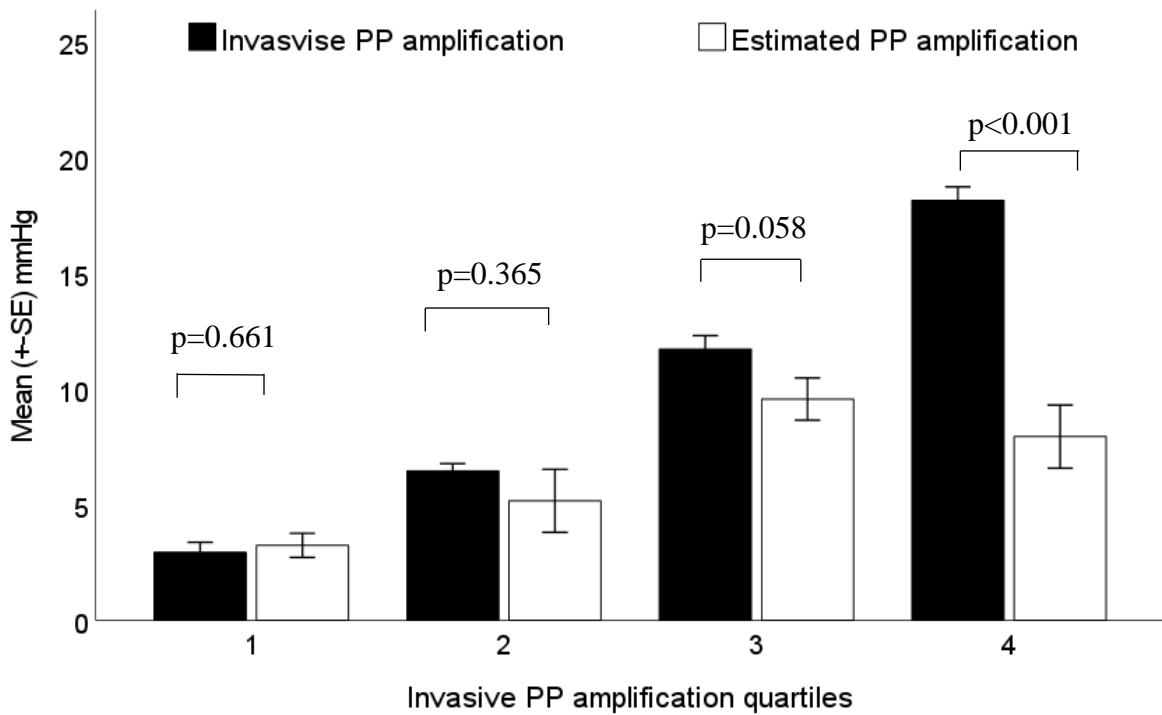 Invasvise PP amplification
Estimated PP amplification
25
20
15
10
5
0
Mean (+-SE) mmHg
p=0.661
p=0.365
p=0.058
p<0.001
1
2
3
4
Invasive PP amplification quartiles